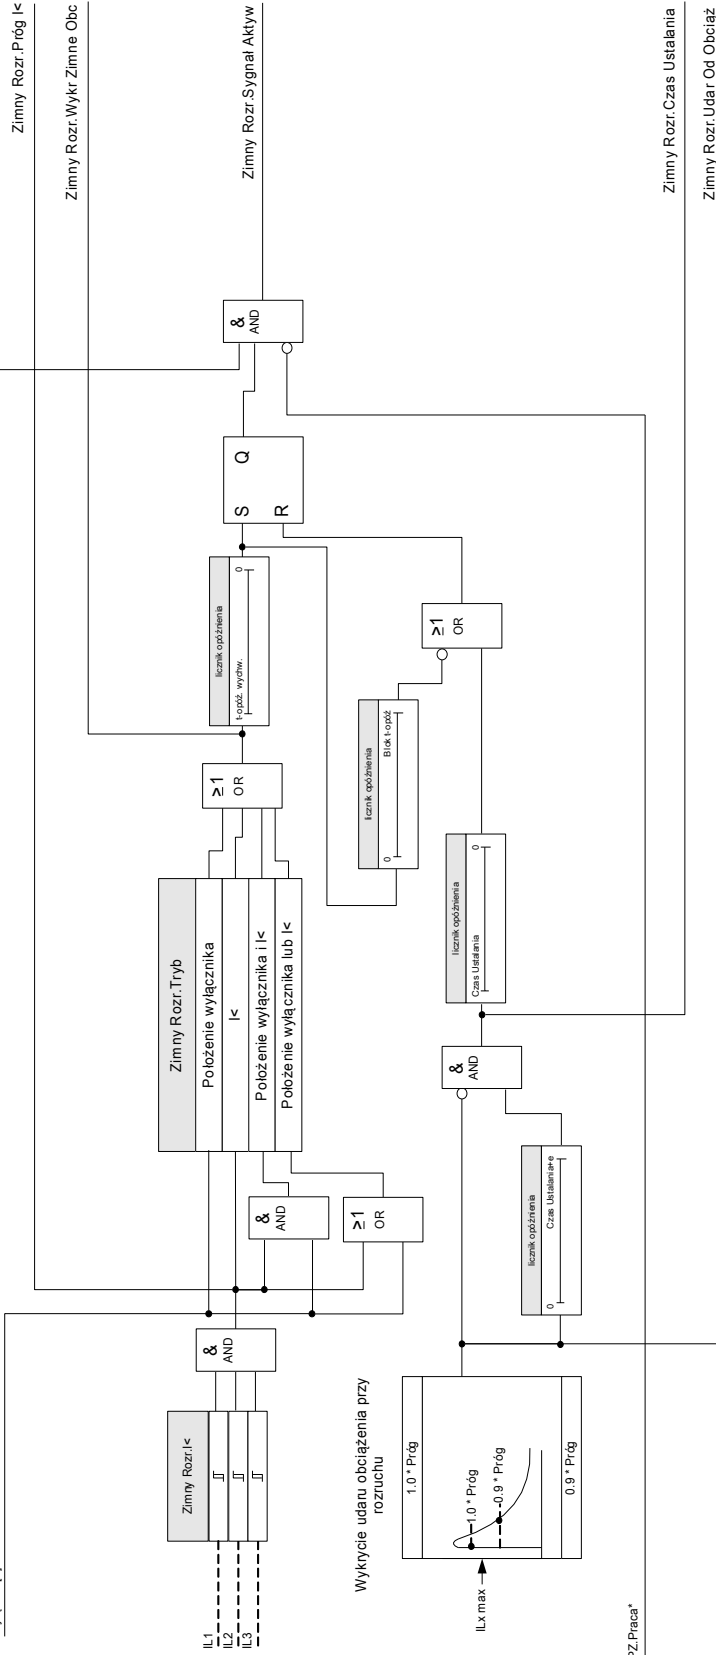 Zimny Rozr.Próg I<
Zimny Rozr.Wykr Zimne Obc
Zimny Rozr.Sygnał Aktyw
Zimny Rozr.Czas Ustalania
Zimny Rozr.Udar Od Obciąż
&
AND
S
Q
R
licznik opóźnienia
t-opóź. wychw.
0
≥1
OR
licznik opóźnienia
0
Blok t-opóź
≥1
OR
Zimny Rozr.Tryb
Położenie wyłącznika
I<
Położenie wyłącznika i I<
Położenie wyłącznika lub I<
licznik opóźnienia
Czas Ustalania
0
&
AND
&
AND
≥1
OR
licznik opóźnienia
0
Czas Ustalania+e
&
AND
Zimny Rozr.I<
IL1
IL2
IL3
Wykrycie udaru obciążenia przy
rozruchu
1.0 * Próg
1.0 * Próg
0.9 * Próg
0.9 * Próg
ILx max
PZ.Praca*